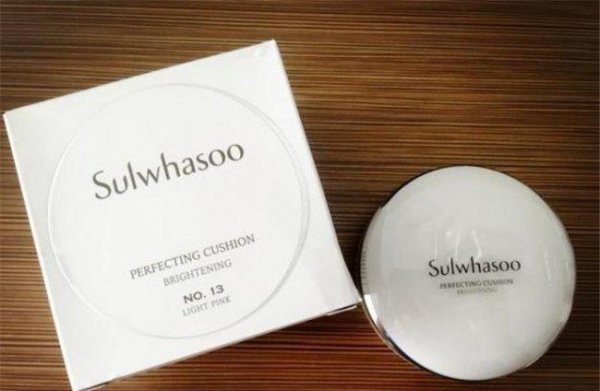 Sulwhasoo
PERFECTING CUSHION
BRIGHTENING
NO. 13
LIGHT PINK
Sulwhasoo
PERFECTING CUSHION
BRIGHTENING